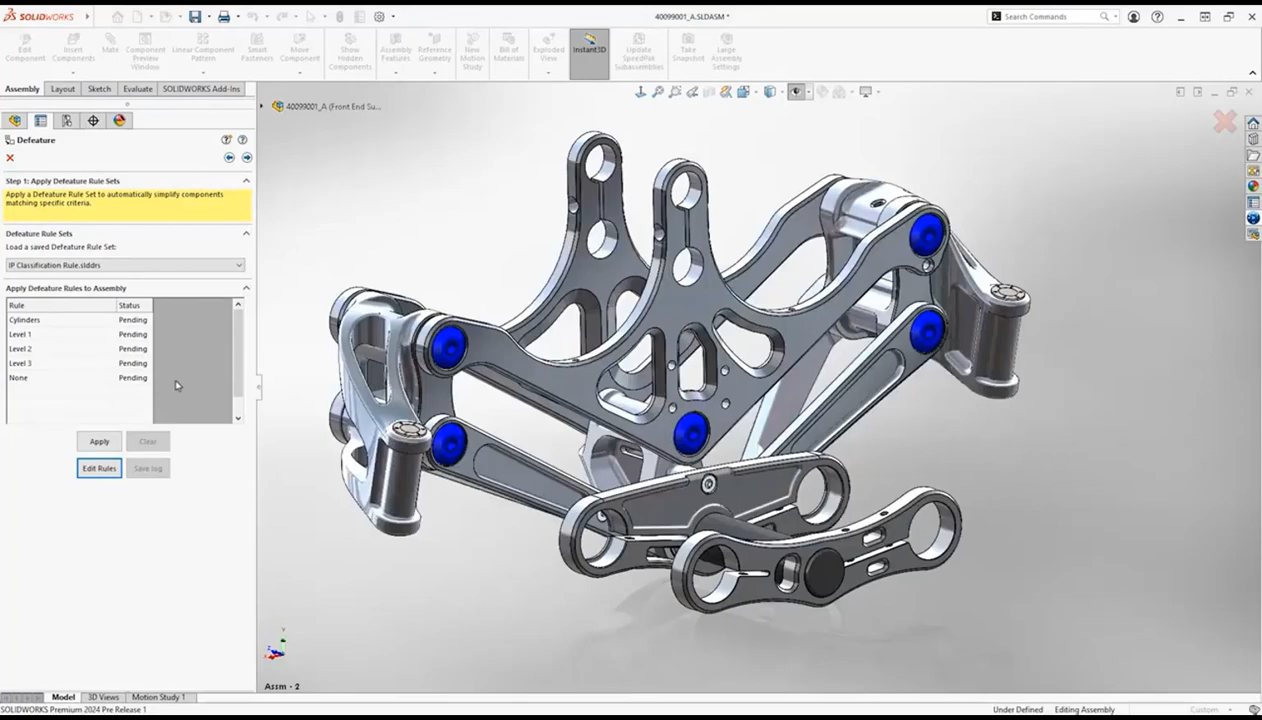 SOLIDWORKS
40099001_A.SLDASM *
Search Commands
Edit Component
Insert Components
Mate
Component Preview Window
Linear Component Pattern
Smart Fasteners
Move Component
Show Hidden Components
Assembly Features
Reference Geometry
New Motion Study
Bill of Materials
Exploded View
Instant3D
Update SpeedPak Subassemblies
Take Snapshot
Large Assembly Settings
Assembly Layout Sketch Evaluate SOLIDWORKS Add-Ins
40099001_A (Front End Su...
Defeature
Step 1: Apply Defeature Rule Sets
Apply a Defeature Rule Set to automatically simplify components
matching specific criteria.
Defeature Rule Sets
Load a saved Defeature Rule Set:
IP Classification Rule.slddrs
Apply Defeature Rules to Assembly
Rule Status
Cylinders Pending
Level 1 Pending
Level 2 Pending
Level 3 Pending
None Pending
Apply Clear
Edit Rules Save log
Assm - 2
Model 3D Views Motion Study 1
SOLIDWORKS Premium 2024 Pre Release 1
Under Defined Editing Assembly Custom